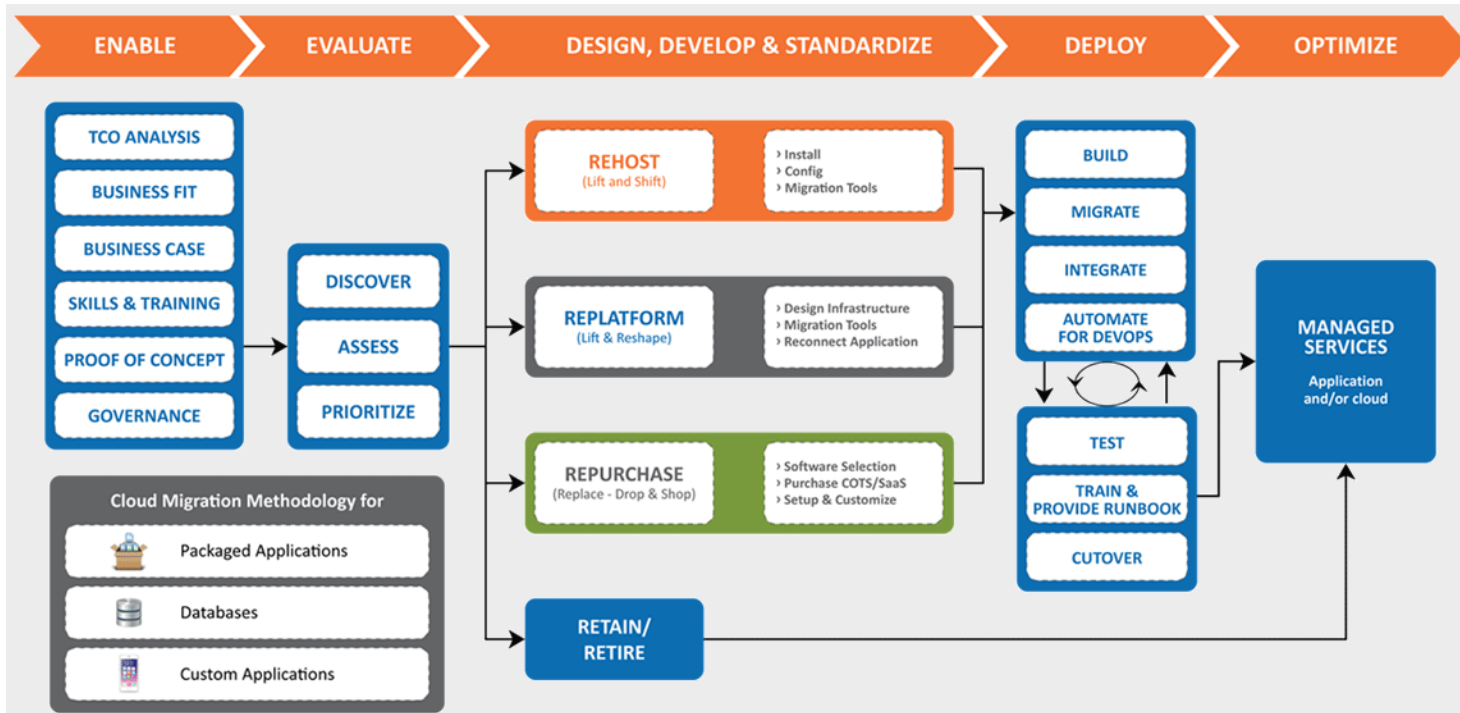 ENABLE
EVALUATE
DESIGN, DEVELOP & STANDARDIZE
DEPLOY
OPTIMIZE
TCO ANALYSIS
BUSINESS FIT
BUSINESS CASE
SKILLS & TRAINING
PROOF OF CONCEPT
GOVERNANCE
DISCOVER
ASSESS
PRIORITIZE
REHOST
(Lift and Shift)
› Install
› Config
› Migration Tools
REPLATFORM
(Lift & Reshape)
› Design Infrastructure
› Migration Tools
› Reconnect Application
REPURCHASE
(Replace - Drop & Shop)
› Software Selection
› Purchase COTS/SaaS
› Setup & Customize
RETAIN/
RETIRE
BUILD
MIGRATE
INTEGRATE
AUTOMATE
FOR DEVOPS
TEST
TRAIN &
PROVIDE RUNBOOK
CUTOVER
MANAGED
SERVICES
Application
and/or cloud
Cloud Migration Methodology for
Packaged Applications
Databases
Custom Applications